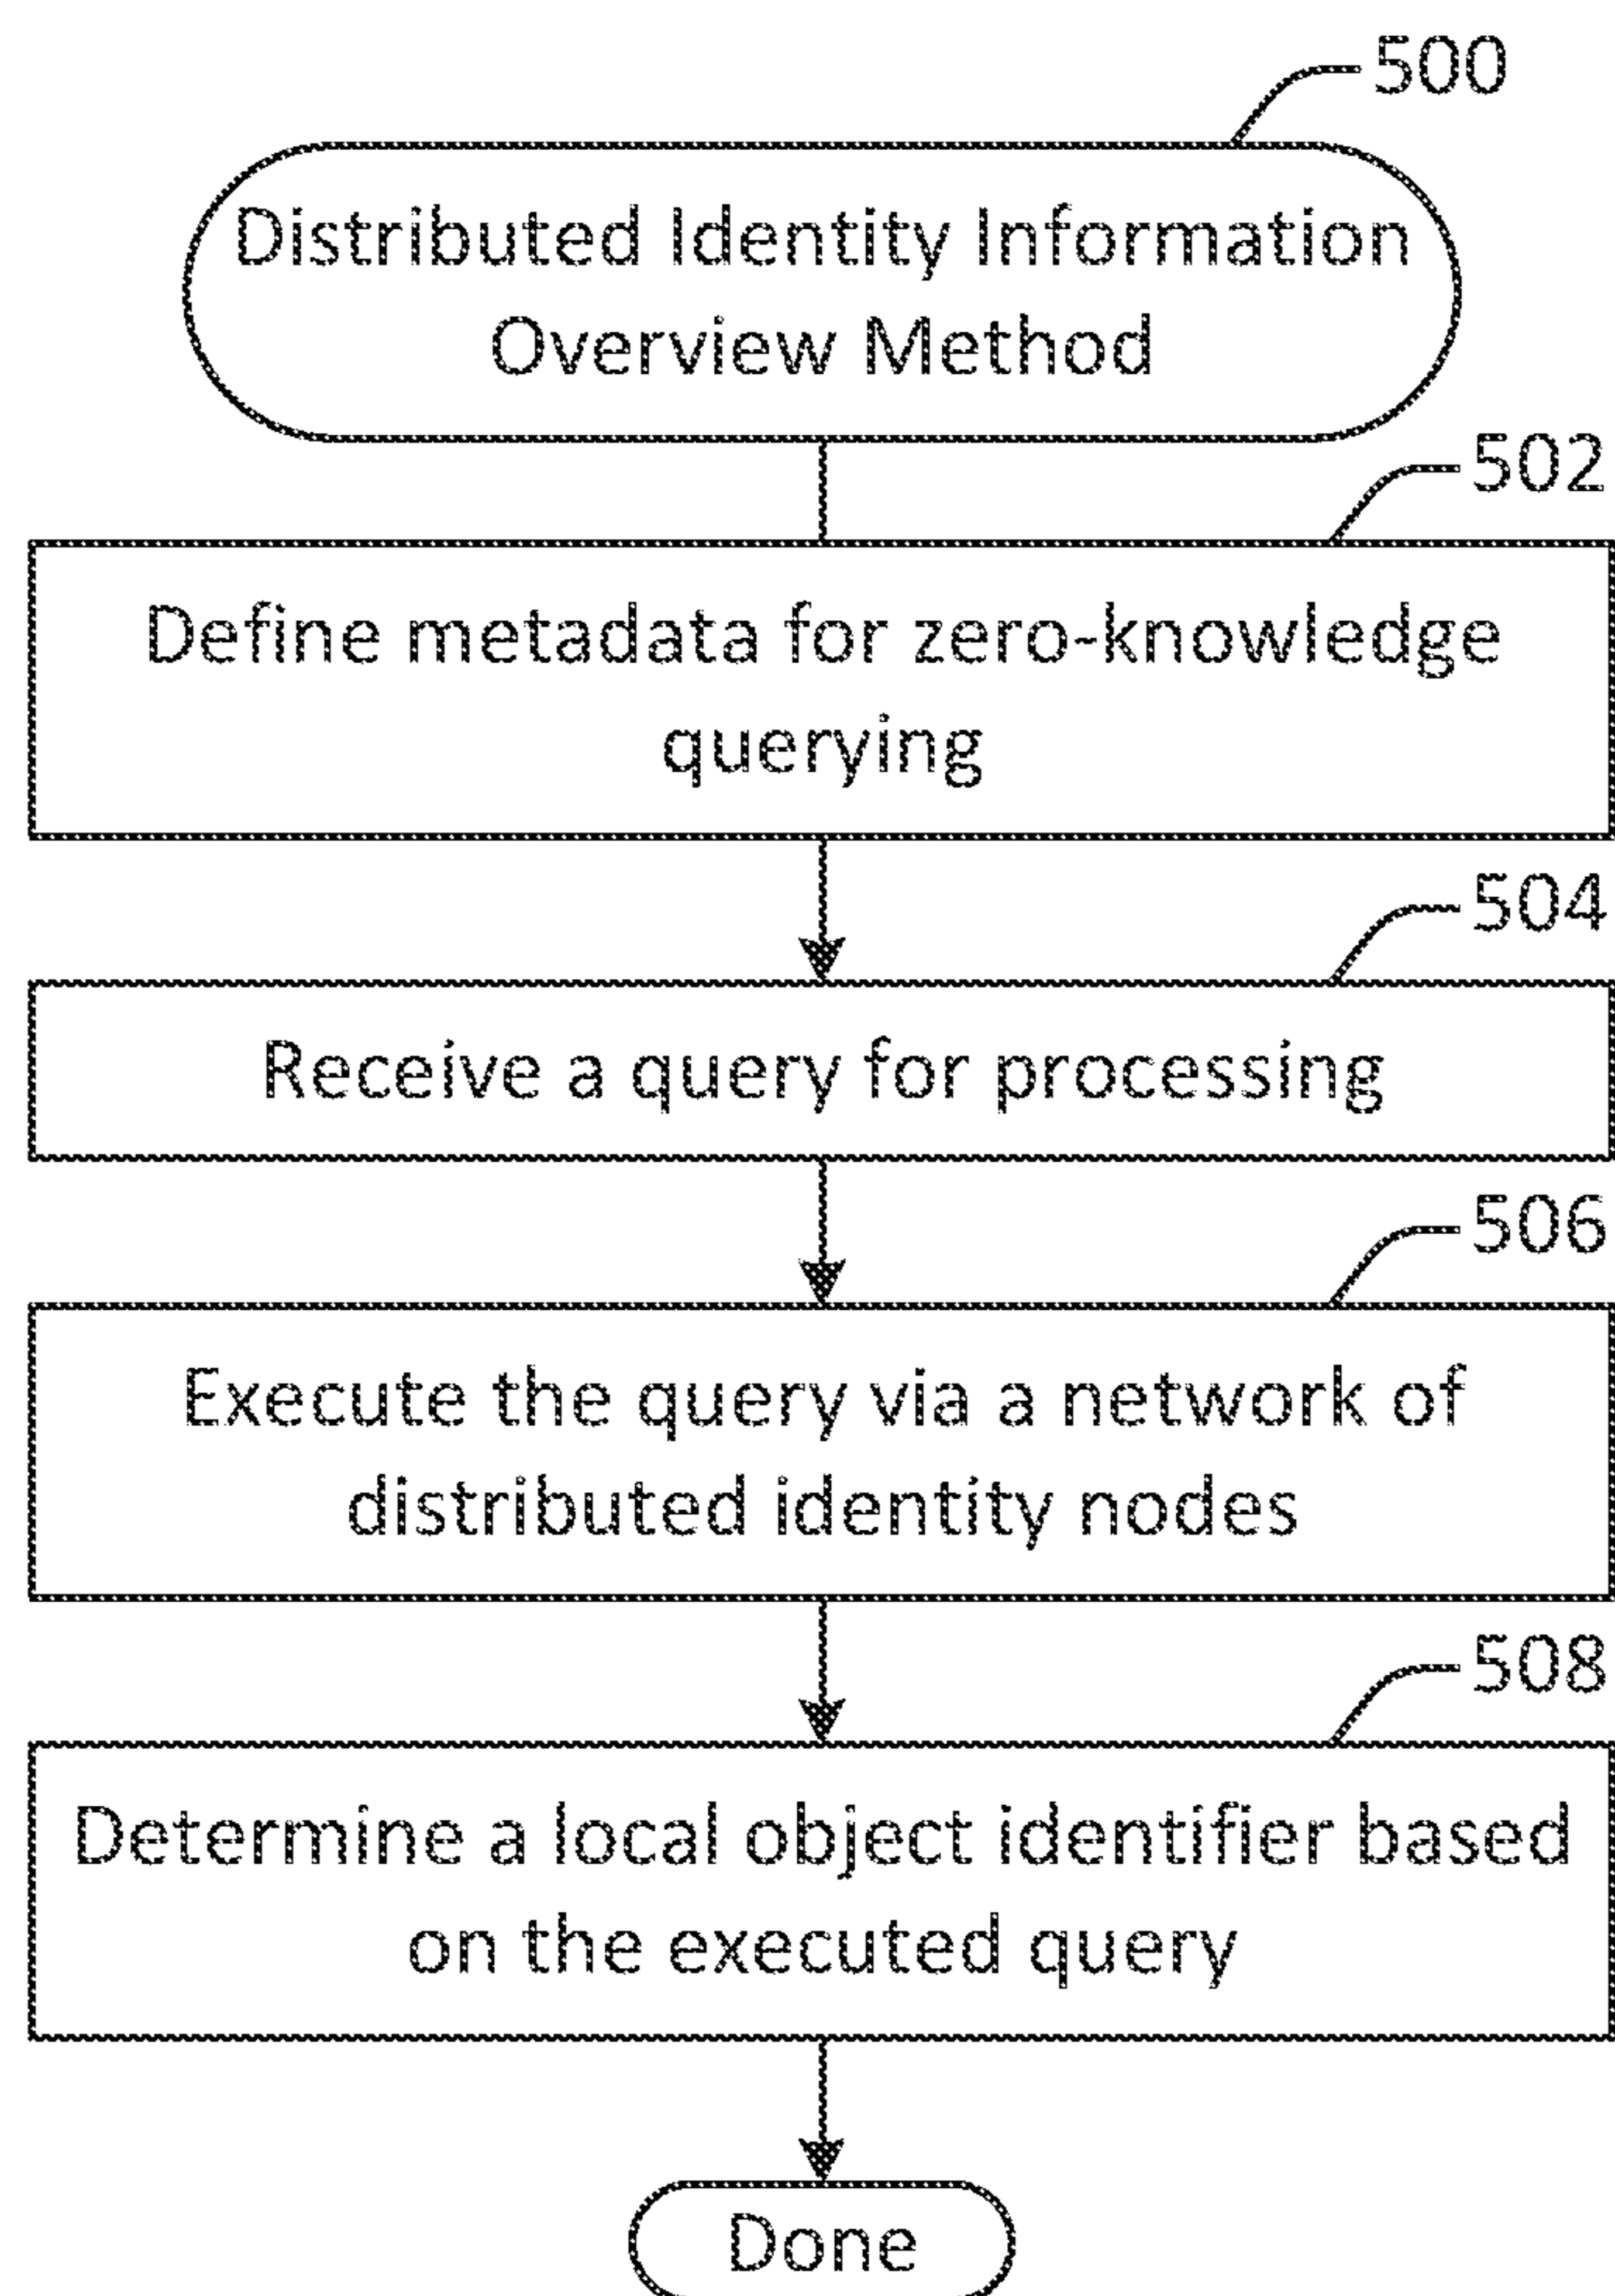 500
Distributed Identity Information
Overview Method
502
Define metadata for zero-knowledge
querying
504
Receive a query for processing
506
Execute the query via a network of
distributed identity nodes
508
Determine a local object identifier based
on the executed query
Done